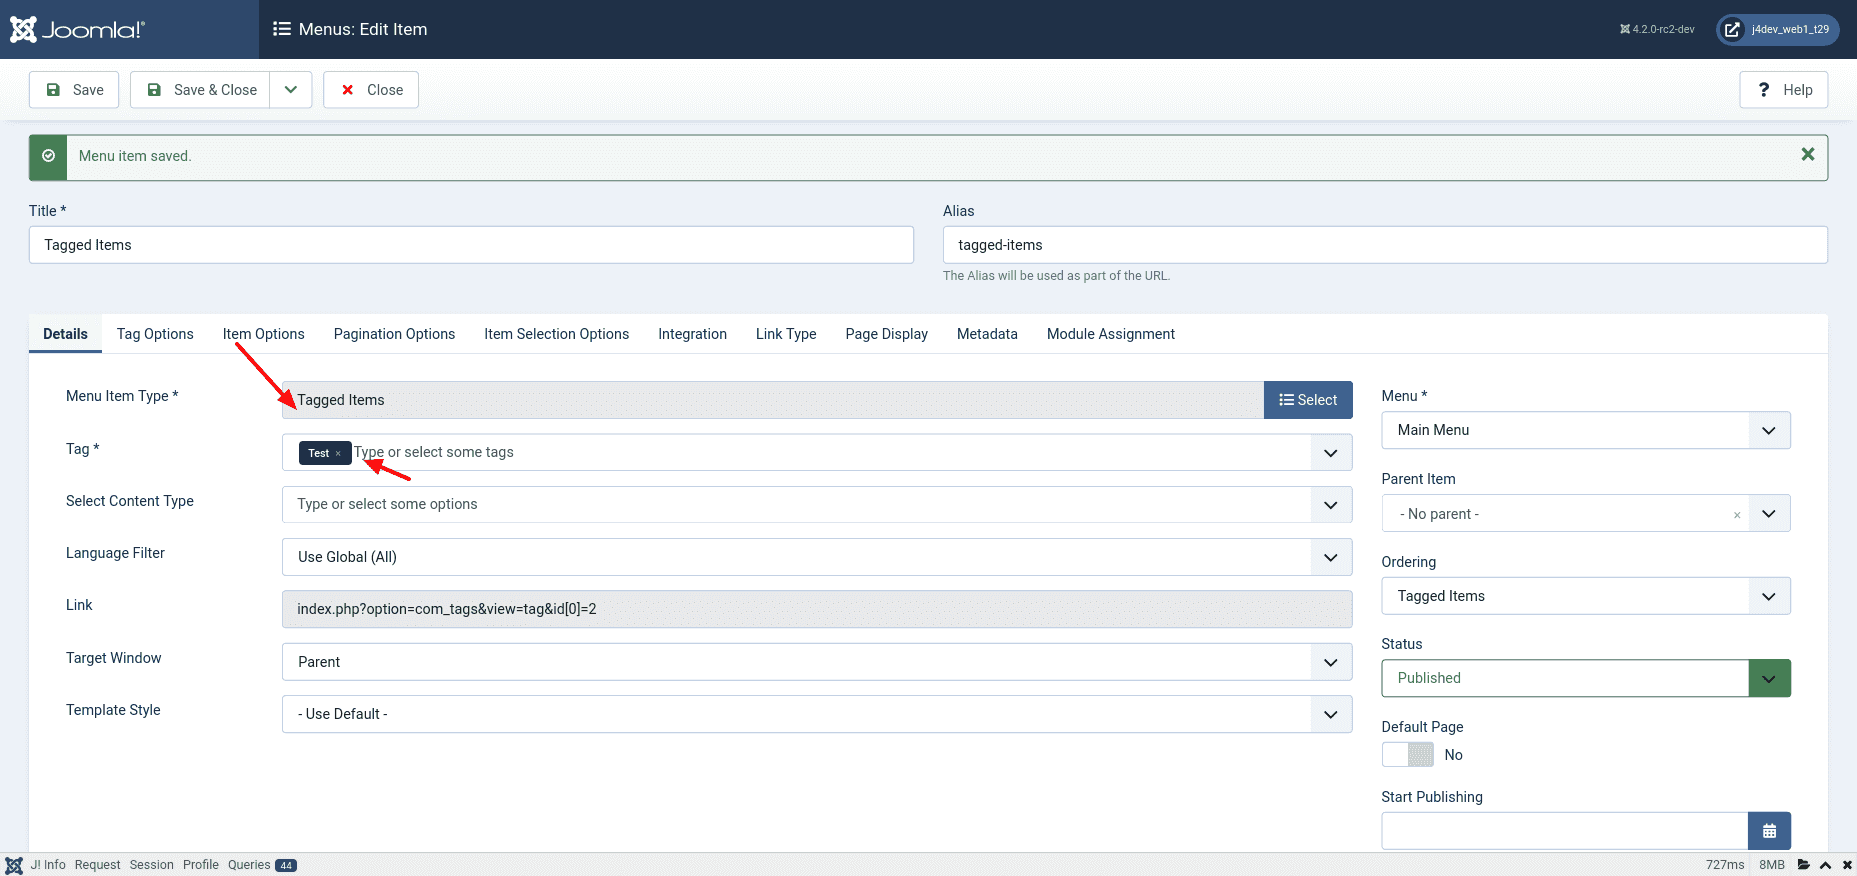 Joomla!
Menus: Edit Item
4.2.0-rc2-dev
j4dev_web1_t29
Save
Save & Close
Close
? Help
Menu item saved.
Title *
Alias
Tagged Items
tagged-items
The Alias will be used as part of the URL.
Details
Tag Options
Item Options
Pagination Options
Item Selection Options
Integration
Link Type
Page Display
Metadata
Module Assignment
Menu Item Type *
Tagged Items
Select
Tag *
Test × Type or select some tags
Select Content Type
Type or select some options
Language Filter
Use Global (All)
Link
index.php?option=com_tags&view=tag&id[0]=2
Target Window
Parent
Template Style
- Use Default -
Menu *
Main Menu
Parent Item
- No parent - ×
Ordering
Tagged Items
Status
Published
Default Page
No
Start Publishing
J! Info Request Session Profile Queries 44
727ms 8MB